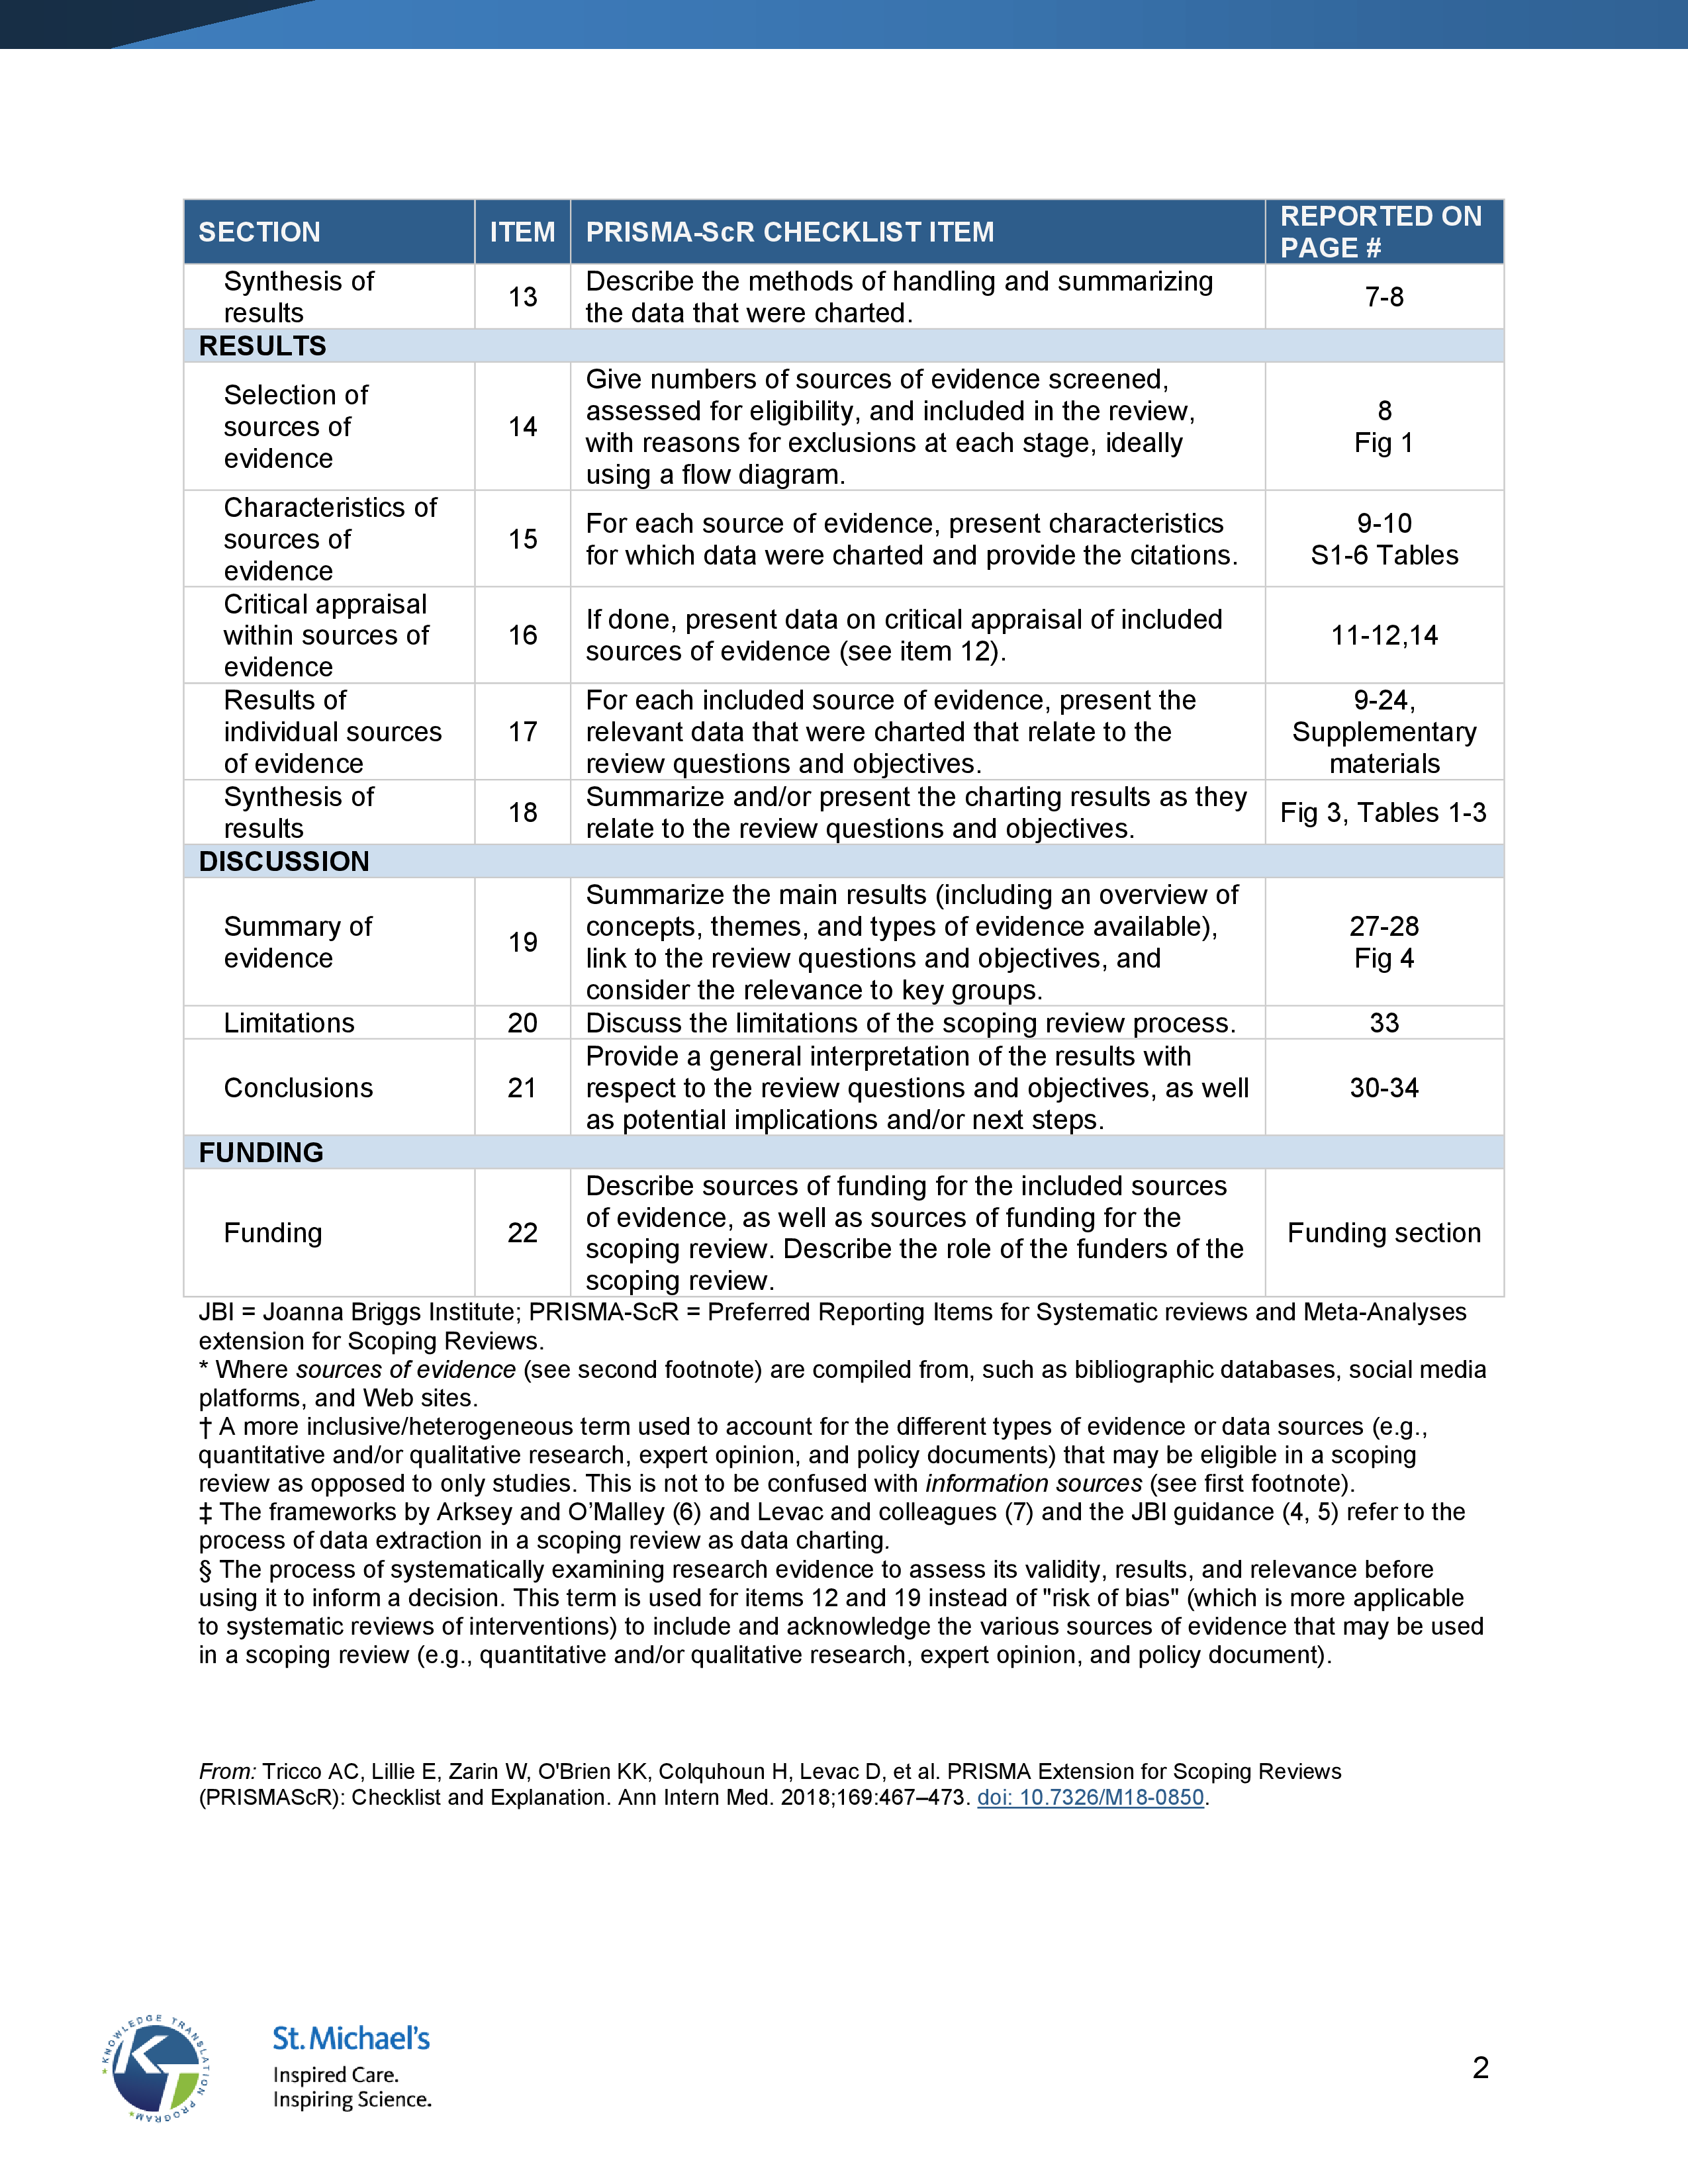 SECTION ITEM PRISMA-ScR CHECKLIST ITEM REPORTED ON
PAGE #
Synthesis of
results
13
Describe the methods of handling and summarizing
the data that were charted.
7-8
RESULTS
Selection of
sources of
evidence
14
Give numbers of sources of evidence screened,
assessed for eligibility, and included in the review,
with reasons for exclusions at each stage, ideally
using a flow diagram.
8
Fig 1
Characteristics of
sources of
evidence
15
For each source of evidence, present characteristics
for which data were charted and provide the citations.
9-10
S1-6 Tables
Critical appraisal
within sources of
evidence
16
If done, present data on critical appraisal of included
sources of evidence (see item 12).
11-12,14
Results of
individual sources
of evidence
17
For each included source of evidence, present the
relevant data that were charted that relate to the
review questions and objectives.
9-24,
Supplementary
materials
Synthesis of
results
18
Summarize and/or present the charting results as they
relate to the review questions and objectives.
Fig 3, Tables 1-3
DISCUSSION
Summary of
evidence
19
Summarize the main results (including an overview of
concepts, themes, and types of evidence available),
link to the review questions and objectives, and
consider the relevance to key groups.
27-28
Fig 4
Limitations
20
Discuss the limitations of the scoping review process.
33
Conclusions
21
Provide a general interpretation of the results with
respect to the review questions and objectives, as well
as potential implications and/or next steps.
30-34
FUNDING
Funding
22
Describe sources of funding for the included sources
of evidence, as well as sources of funding for the
scoping review. Describe the role of the funders of the
scoping review.
Funding section
JBI = Joanna Briggs Institute; PRISMA-ScR = Preferred Reporting Items for Systematic reviews and Meta-Analyses
extension for Scoping Reviews.
* Where sources of evidence (see second footnote) are compiled from, such as bibliographic databases, social media
platforms, and Web sites.
† A more inclusive/heterogeneous term used to account for the different types of evidence or data sources (e.g.,
quantitative and/or qualitative research, expert opinion, and policy documents) that may be eligible in a scoping
review as opposed to only studies. This is not to be confused with information sources (see first footnote).
‡ The frameworks by Arksey and O’Malley (6) and Levac and colleagues (7) and the JBI guidance (4, 5) refer to the
process of data extraction in a scoping review as data charting.
§ The process of systematically examining research evidence to assess its validity, results, and relevance before
using it to inform a decision. This term is used for items 12 and 19 instead of "risk of bias" (which is more applicable
to systematic reviews of interventions) to include and acknowledge the various sources of evidence that may be used
in a scoping review (e.g., quantitative and/or qualitative research, expert opinion, and policy document).
From: Tricco AC, Lillie E, Zarin W, O'Brien KK, Colquhoun H, Levac D, et al. PRISMA Extension for Scoping Reviews
(PRISMAScR): Checklist and Explanation. Ann Intern Med. 2018;169:467–473. doi: 10.7326/M18-0850.
KNOWLEDGE TRANSLATION PROGRAM
KT
St. Michael's
Inspired Care.
Inspiring Science.
2